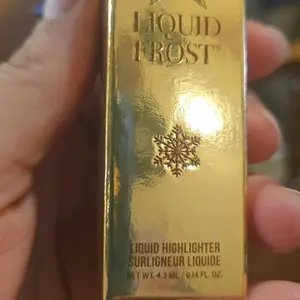 LIQUID
FROST
LIQUID HIGHLIGHTER
SURLIGNEUR LIQUIDE
NET WT. 4.3 ML / 0.14 FL. OZ.